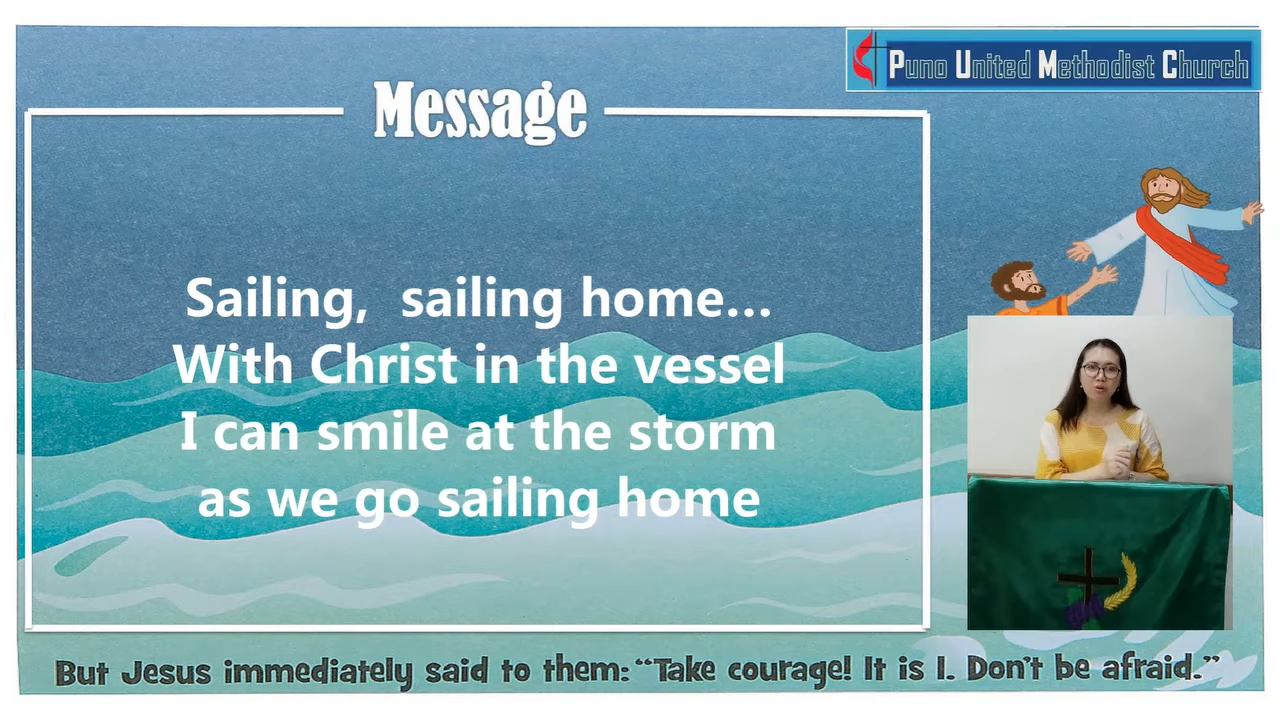 Puno United Methodist Church
Message
Sailing,  sailing home...
With Christ in the vessel
I can smile at the storm
as we go sailing home
But Jesus immediately said to them: “Take courage! It is I. Don't be afraid.”